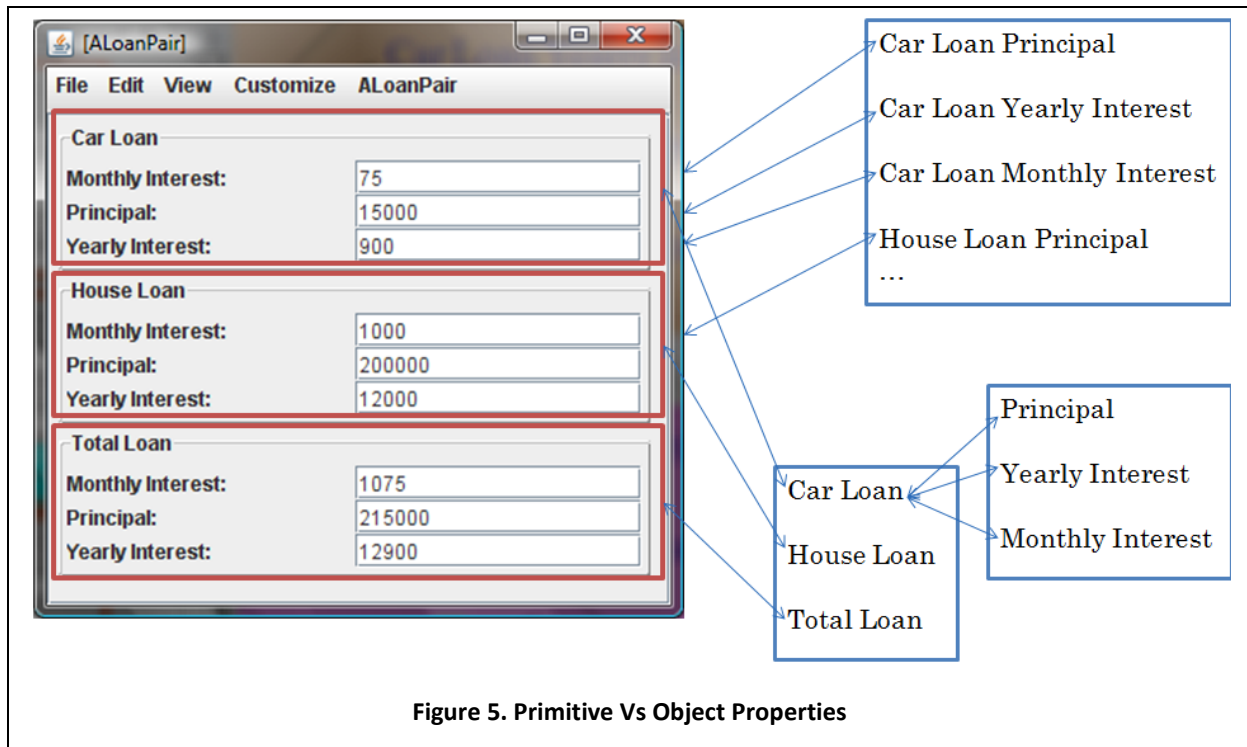 [ALoanPair]
File Edit View Customize ALoanPair
Car Loan
Monthly Interest: 75
Principal: 15000
Yearly Interest: 900
House Loan
Monthly Interest: 1000
Principal: 200000
Yearly Interest: 12000
Total Loan
Monthly Interest: 1075
Principal: 215000
Yearly Interest: 12900
Car Loan Principal
Car Loan Yearly Interest
Car Loan Monthly Interest
House Loan Principal
...
Car Loan
House Loan
Total Loan
Principal
Yearly Interest
Monthly Interest
Figure 5. Primitive Vs Object Properties